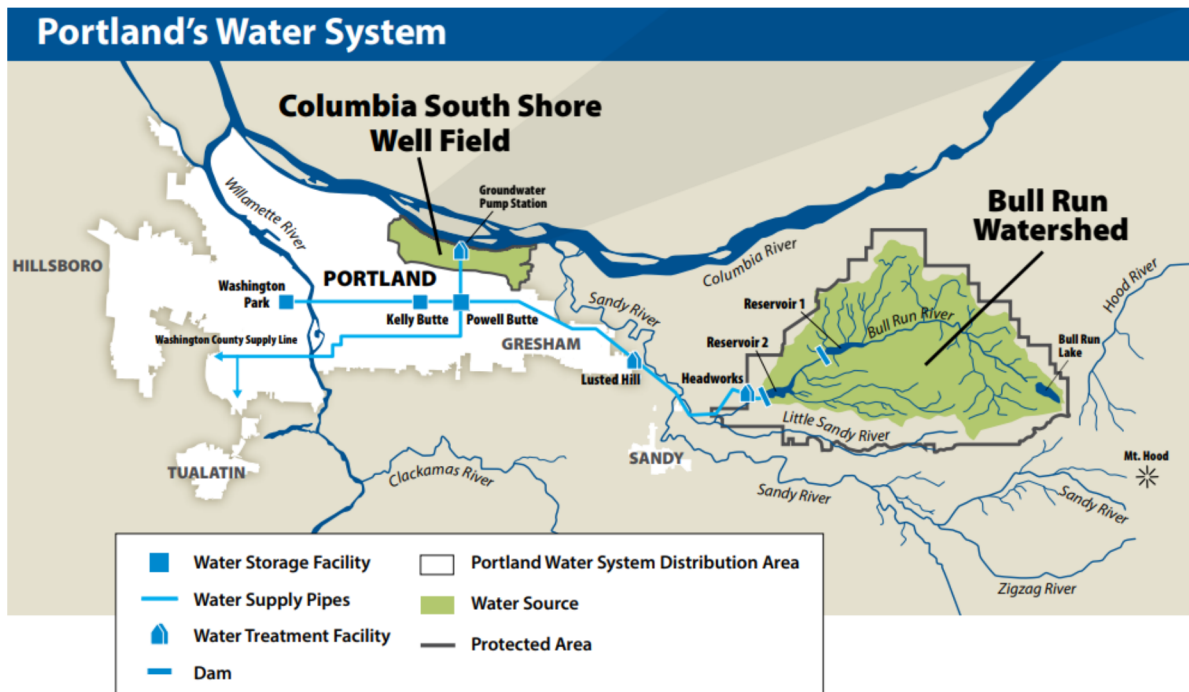 Portland's Water System
Columbia South Shore
Well Field
Groundwater
Pump Station
Bull Run
Watershed
Willamette River
Columbia River
Hood River
HILLSBORO
PORTLAND
Washington
Park
Kelly Butte
Powell Butte
Sandy River
Reservoir 1
Bull Run River
Washington County Supply Line
GRESHAM
Reservoir 2
Bull Run
Lake
Lusted Hill
Headworks
Little Sandy River
TUALATIN
Clackamas River
SANDY
Sandy River
Mt. Hood
Sandy River
Zigzag River
Water Storage Facility
Water Supply Pipes
Water Treatment Facility
Dam
Portland Water System Distribution Area
Water Source
Protected Area